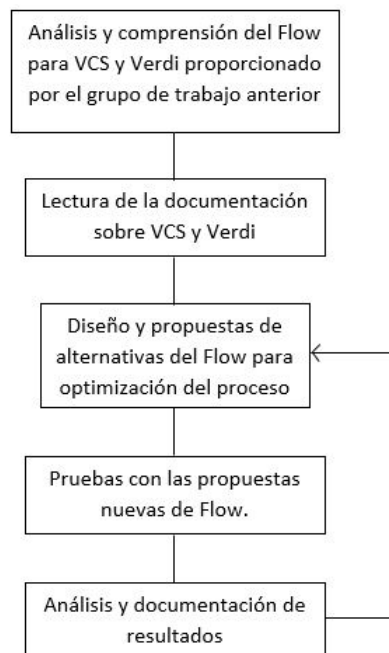 Análisis y comprensión del Flow
para VCS y Verdi proporcionado
por el grupo de trabajo anterior
Lectura de la documentación
sobre VCS y Verdi
Diseño y propuestas de
alternativas del Flow para
optimización del proceso
Pruebas con las propuestas
nuevas de Flow.
Análisis y documentación de
resultados